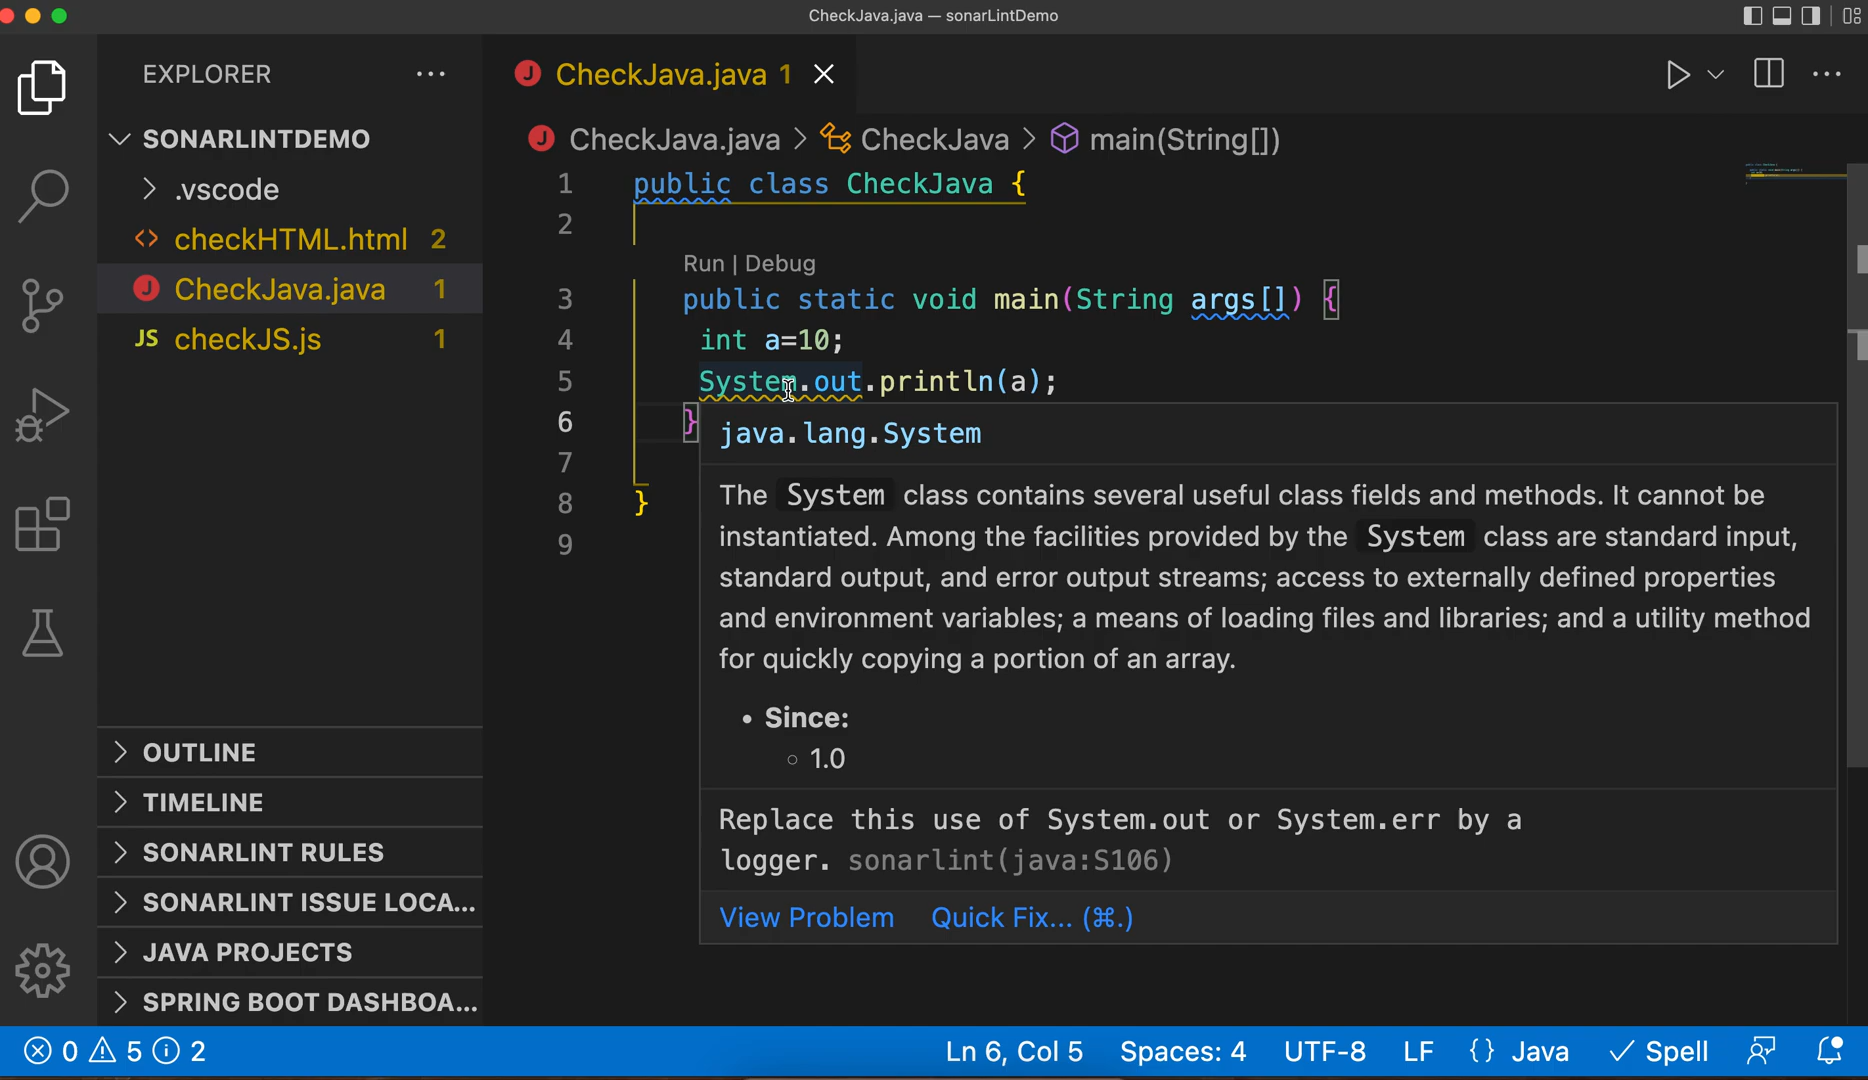 CheckJava.java — sonarLintDemo
EXPLORER
SONARLINTDEMO
.vscode
<> checkHTML.html 2
J CheckJava.java 1
JS checkJS.js 1
OUTLINE
TIMELINE
SONARLINT RULES
SONARLINT ISSUE LOCA...
JAVA PROJECTS
SPRING BOOT DASHBOA...
J CheckJava.java 1
J CheckJava.java > CheckJava > main(String[])
1 public class CheckJava {
2
Run | Debug
3 public static void main(String args[]) {
4 int a=10;
5 System.out.println(a);
6 }
7
8 }
9
java.lang.System
The System class contains several useful class fields and methods. It cannot be
instantiated. Among the facilities provided by the System class are standard input,
standard output, and error output streams; access to externally defined properties
and environment variables; a means of loading files and libraries; and a utility method
for quickly copying a portion of an array.
• Since:
○ 1.0
Replace this use of System.out or System.err by a
logger. sonarlint(java:S106)
View Problem Quick Fix... (⌘.)
0 5 2 Ln 6, Col 5 Spaces: 4 UTF-8 LF {} Java ✓ Spell